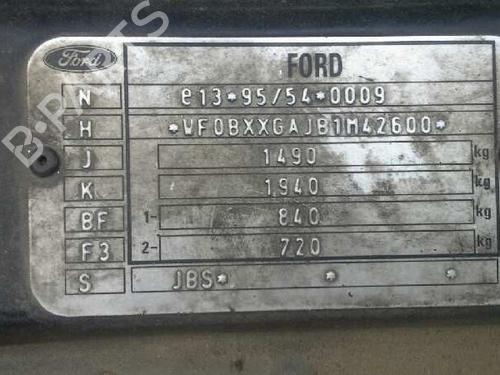 Ford
FORD
N e13*95/54*0009
H *WF0BXXGAJB1M42600*
J 1490 kg
K 1940 kg
BF 1- 840 kg
F3 2- 720 kg
S JBS* * * *
B-PARTS